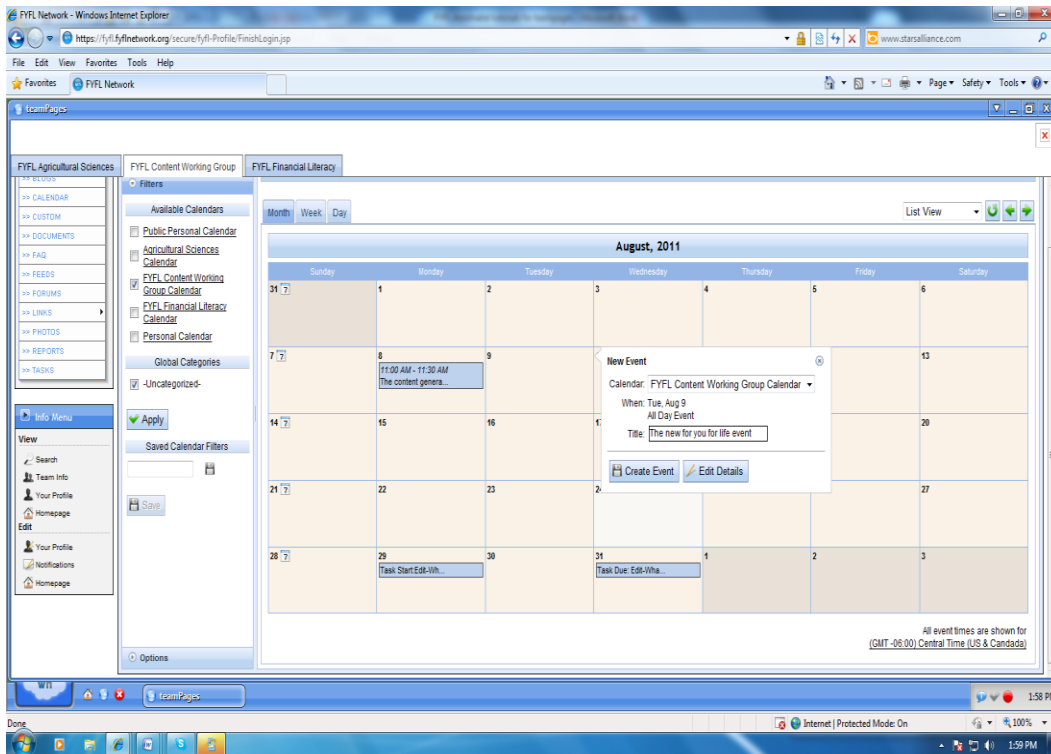 FYFL Network - Windows Internet Explorer
https://fyfl.fyflnetwork.org/secure/fyfl-Profile/FinishLogin.jsp
www.starsalliance.com
File Edit View Favorites Tools Help
Favorites FYFL Network
Page Safety Tools
teamPages
FYFL Agricultural Sciences FYFL Content Working Group FYFL Financial Literacy
>> BLOGS
>> CALENDAR
>> CUSTOM
>> DOCUMENTS
>> FAQ
>> FEEDS
>> FORUMS
>> LINKS
>> PHOTOS
>> REPORTS
>> TASKS
Info Menu
View
Search
Team Info
Your Profile
Homepage
Edit
Your Profile
Notifications
Homepage
Filters
Available Calendars
Public Personal Calendar
Agricultural Sciences
Calendar
FYFL Content Working
Group Calendar
FYFL Financial Literacy
Calendar
Personal Calendar
Global Categories
-Uncategorized-
Apply
Saved Calendar Filters
Save
Options
Month Week Day
List View
August, 2011
Sunday Monday Tuesday Wednesday Thursday Friday Saturday
31 7 1 2 3 4 5 6
7 7 8 9 13
11:00 AM - 11:30 AM
The content genera...
New Event
Calendar: FYFL Content Working Group Calendar
When: Tue, Aug 9
All Day Event
Title: The new for you for life event
Create Event Edit Details
14 7 15 16 20
21 7 22 23 27
28 7 29 30 31 1 2 3
Task Start:Edit-Wh... Task Due: Edit-Wha...
All event times are shown for
(GMT -06:00) Central Time (US & Candada)
teamPages
1:58 P
Done
Internet | Protected Mode: On
100%
1:59 PM